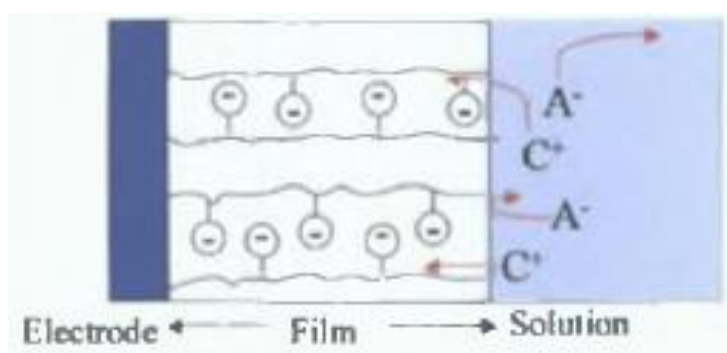 A⁻
C⁺
A⁻
C⁺
Electrode Film Solution